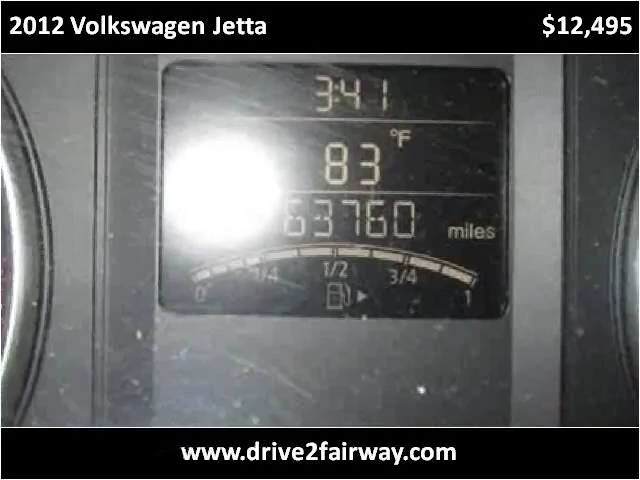 2012 Volkswagen Jetta $12,495
3:41
83 °F
63760 miles
0 1/4 1/2 3/4 1
www.drive2fairway.com